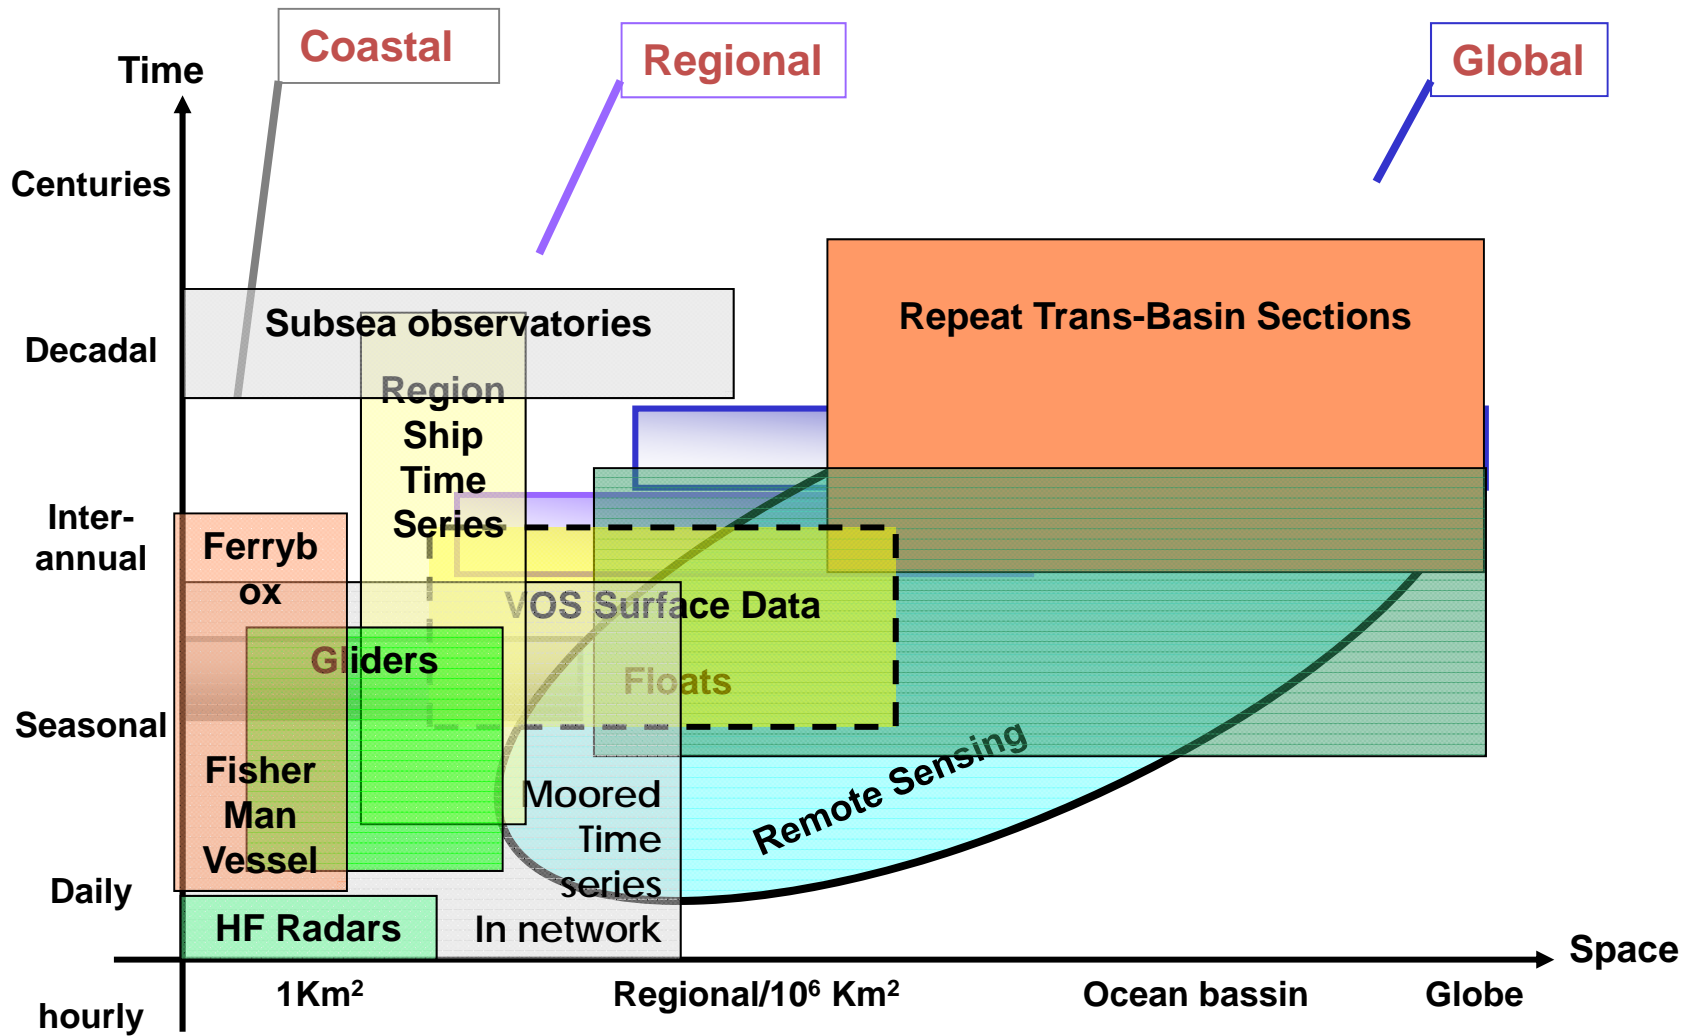 Coastal
Regional
Global
Time
Centuries
Subsea observatories
Repeat Trans-Basin Sections
Decadal
Region
Ship
Time
Series
Inter-
annual
Ferryb
ox
VOS Surface Data
Gliders
Floats
Seasonal
Remote Sensing
Fisher
Man
Vessel
Moored
Time
series
In network
Daily
HF Radars
Space
1Km²
Regional/10⁶ Km²
Ocean bassin
Globe
hourly